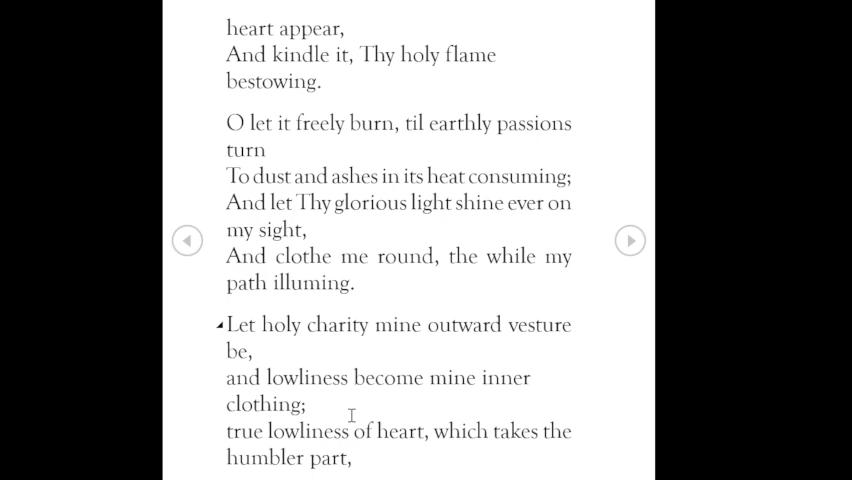 heart appear,
And kindle it, Thy holy flame
bestowing.
O let it freely burn, til earthly passions
turn
To dust and ashes in its heat consuming;
And let Thy glorious light shine ever on
my sight,
And clothe me round, the while my
path illuming.
Let holy charity mine outward vesture
be,
and lowliness become mine inner
clothing;
true lowliness of heart, which takes the
humbler part,